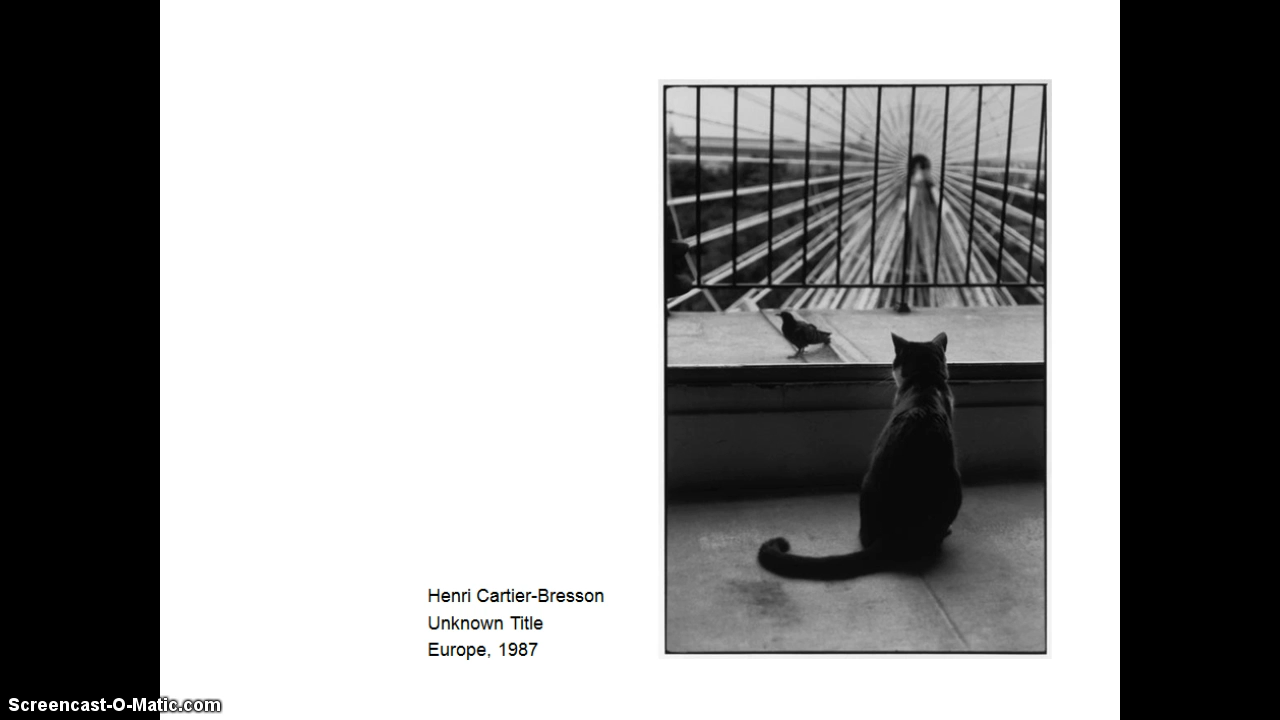 Henri Cartier-Bresson
Unknown Title
Europe, 1987
Screencast-O-Matic.com